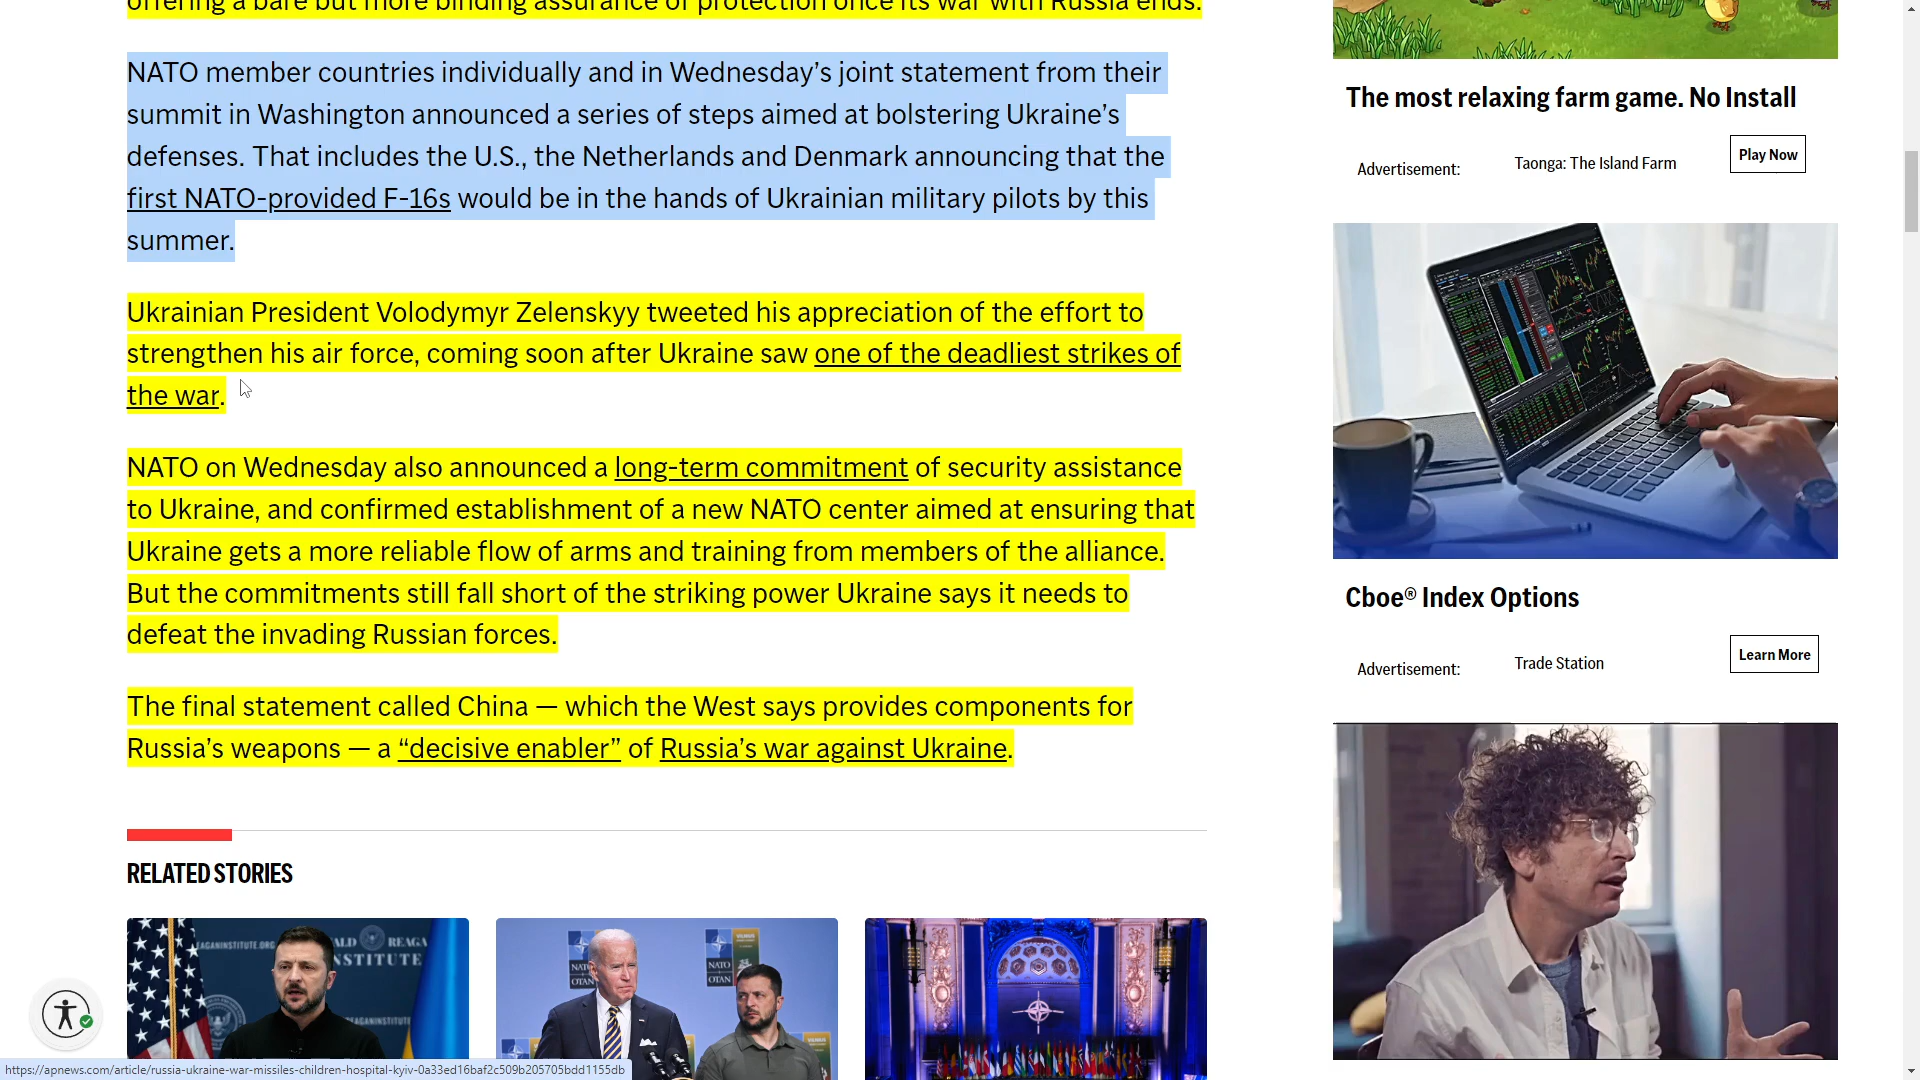 offering a bare but more binding assurance of protection once its war with Russia ends.
NATO member countries individually and in Wednesday’s joint statement from their
summit in Washington announced a series of steps aimed at bolstering Ukraine’s
defenses. That includes the U.S., the Netherlands and Denmark announcing that the
first NATO-provided F-16s would be in the hands of Ukrainian military pilots by this
summer.
Ukrainian President Volodymyr Zelenskyy tweeted his appreciation of the effort to
strengthen his air force, coming soon after Ukraine saw one of the deadliest strikes of
the war.
NATO on Wednesday also announced a long-term commitment of security assistance
to Ukraine, and confirmed establishment of a new NATO center aimed at ensuring that
Ukraine gets a more reliable flow of arms and training from members of the alliance.
But the commitments still fall short of the striking power Ukraine says it needs to
defeat the invading Russian forces.
The final statement called China — which the West says provides components for
Russia’s weapons — a “decisive enabler” of Russia’s war against Ukraine.
RELATED STORIES
EAGANINSTITUTE.ORG
ALD REAGA
INSTITUTE
NATO
OTAN
NATO
OTAN
https://apnews.com/article/russia-ukraine-war-missiles-children-hospital-kyiv-0a33ed16baf2c509b205705bdd1155db
The most relaxing farm game. No Install
Advertisement:
Taonga: The Island Farm
Play Now
Cboe® Index Options
Advertisement:
Trade Station
Learn More